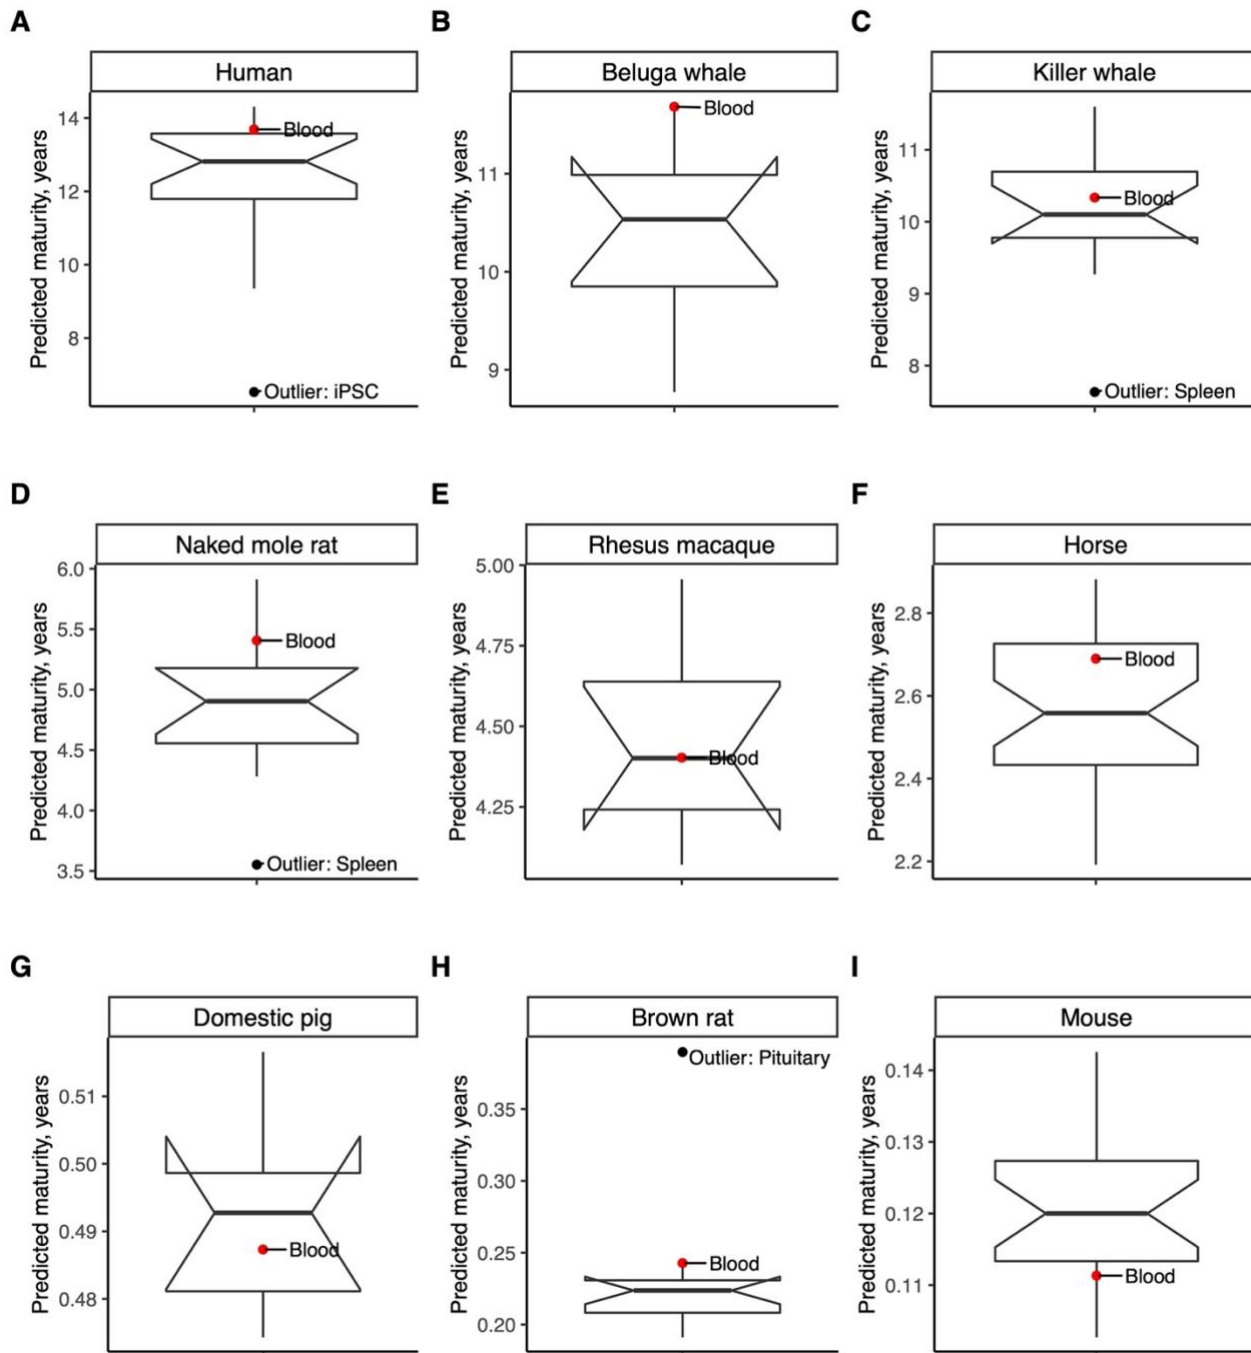 A
Human
Predicted maturity, years
14
12
10
8
Blood
Outlier: iPSC
B
Beluga whale
Predicted maturity, years
11
10
9
Blood
C
Killer whale
Predicted maturity, years
11
10
9
8
Blood
Outlier: Spleen
D
Naked mole rat
Predicted maturity, years
6.0
5.5
5.0
4.5
4.0
3.5
Blood
Outlier: Spleen
E
Rhesus macaque
Predicted maturity, years
5.00
4.75
4.50
4.25
Blood
F
Horse
Predicted maturity, years
2.8
2.6
2.4
2.2
Blood
G
Domestic pig
Predicted maturity, years
0.51
0.50
0.49
0.48
Blood
H
Brown rat
Predicted maturity, years
0.35
0.30
0.25
0.20
Outlier: Pituitary
Blood
I
Mouse
Predicted maturity, years
0.14
0.13
0.12
0.11
Blood